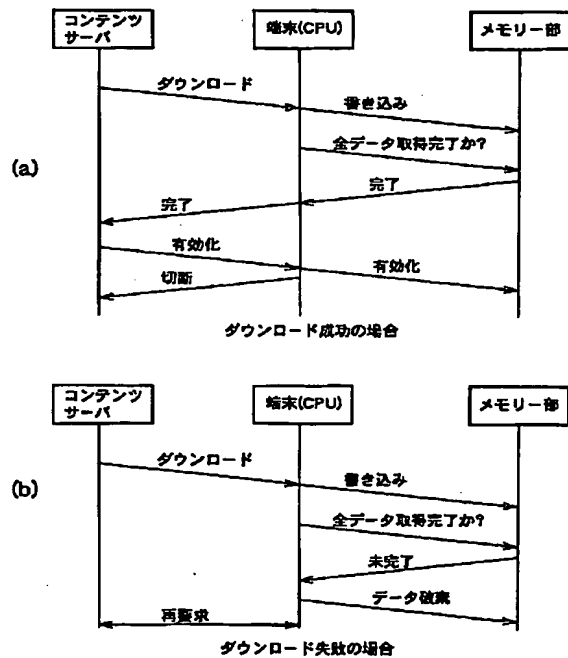 コンテンツ
サーバ
端末(CPU)
メモリー部
ダウンロード
書き込み
全データ取得完了か?
(a)
完了
完了
有効化
有効化
切断
ダウンロード成功の場合
コンテンツ
サーバ
端末(CPU)
メモリー部
ダウンロード
書き込み
(b)
全データ取得完了か?
未完了
データ破棄
再要求
ダウンロード失敗の場合